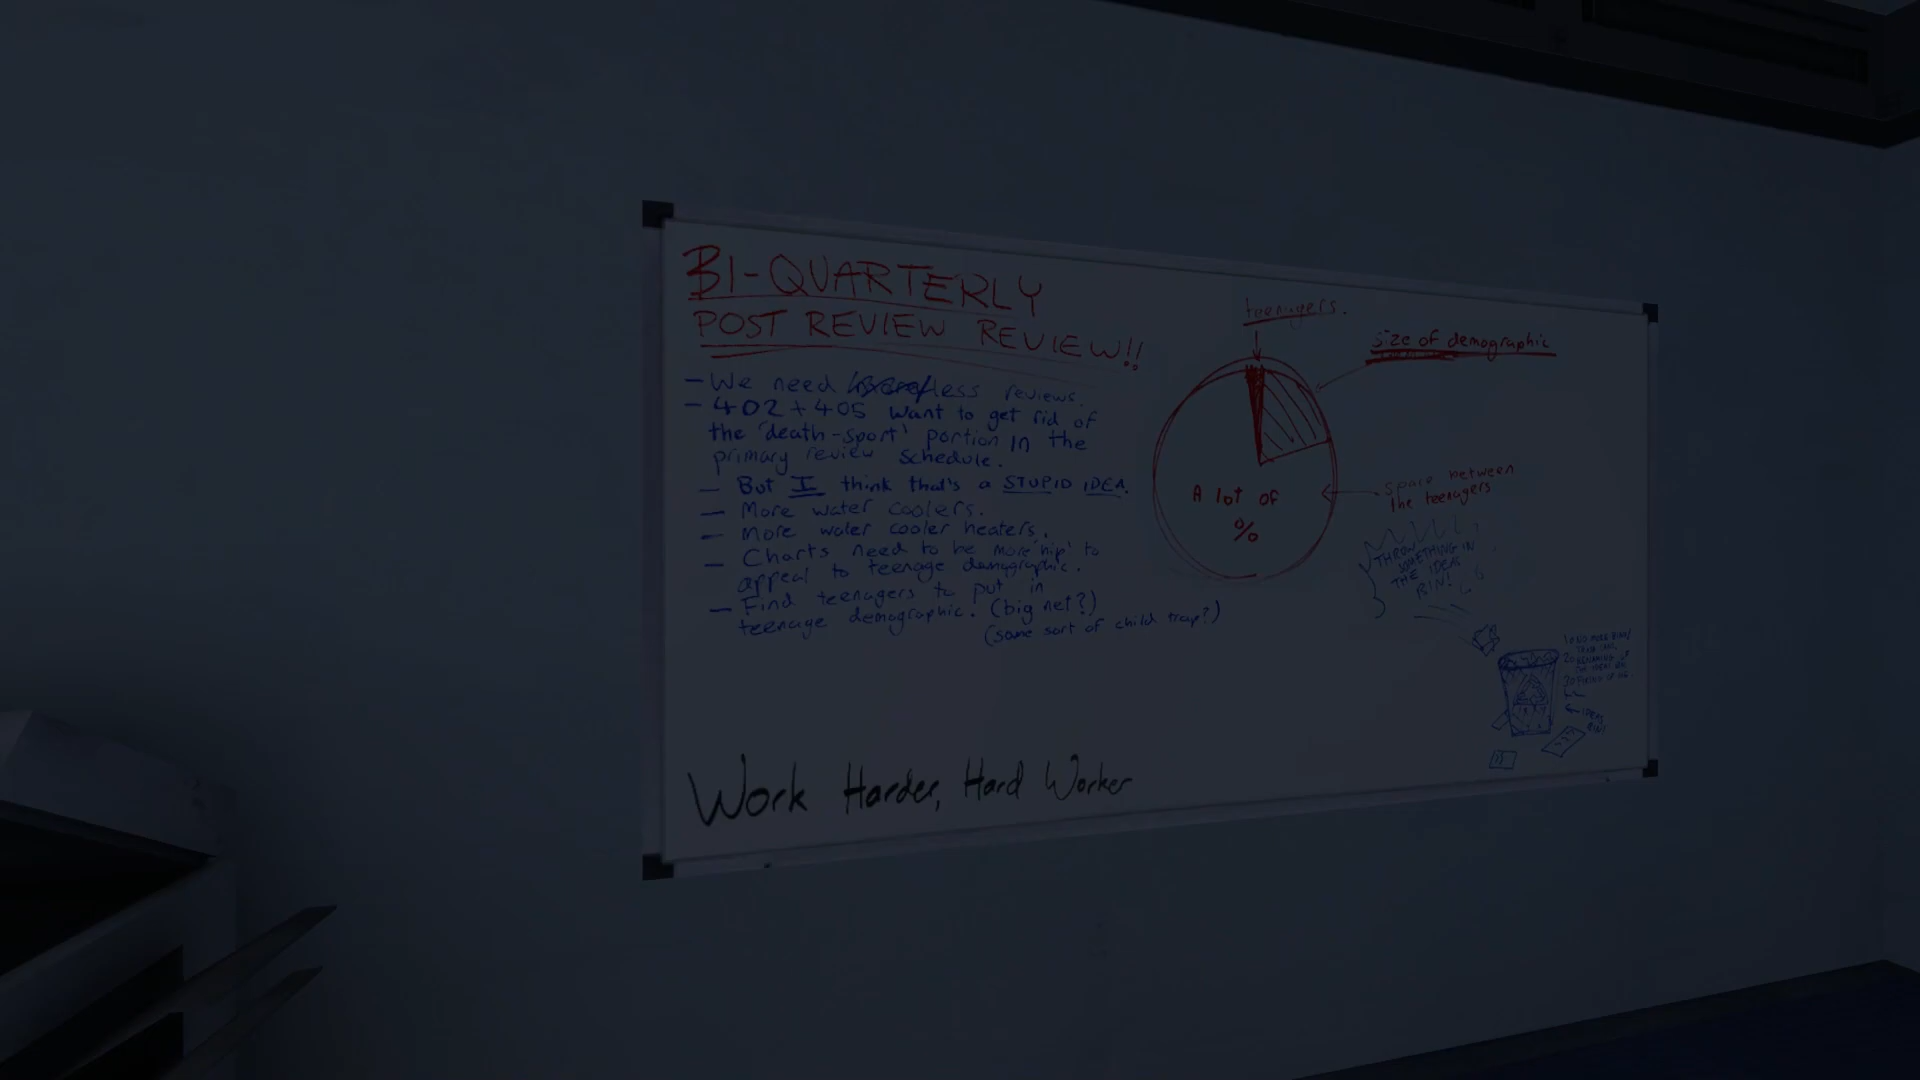 BI-QUARTERLY
POST REVIEW REVIEW!!
- We need less reviews.
- 402 + 405 want to get rid of
the 'death-sport' portion in the
primary review schedule.
- But I think that's a STUPID IDEA.
- More water coolers.
- More water cooler heaters.
- Charts need to be more 'hip' to
appeal to teenage demographic.
- Find teenagers to put in
teenage demographic. (big net?)
(some sort of child trap?)
Work Harder, Hard Worker
teenagers.
size of demographic
A lot of
%
space between
the teenagers
THROW
SOMETHING IN
THE IDEAS
BIN!
IDEAS
BIN!